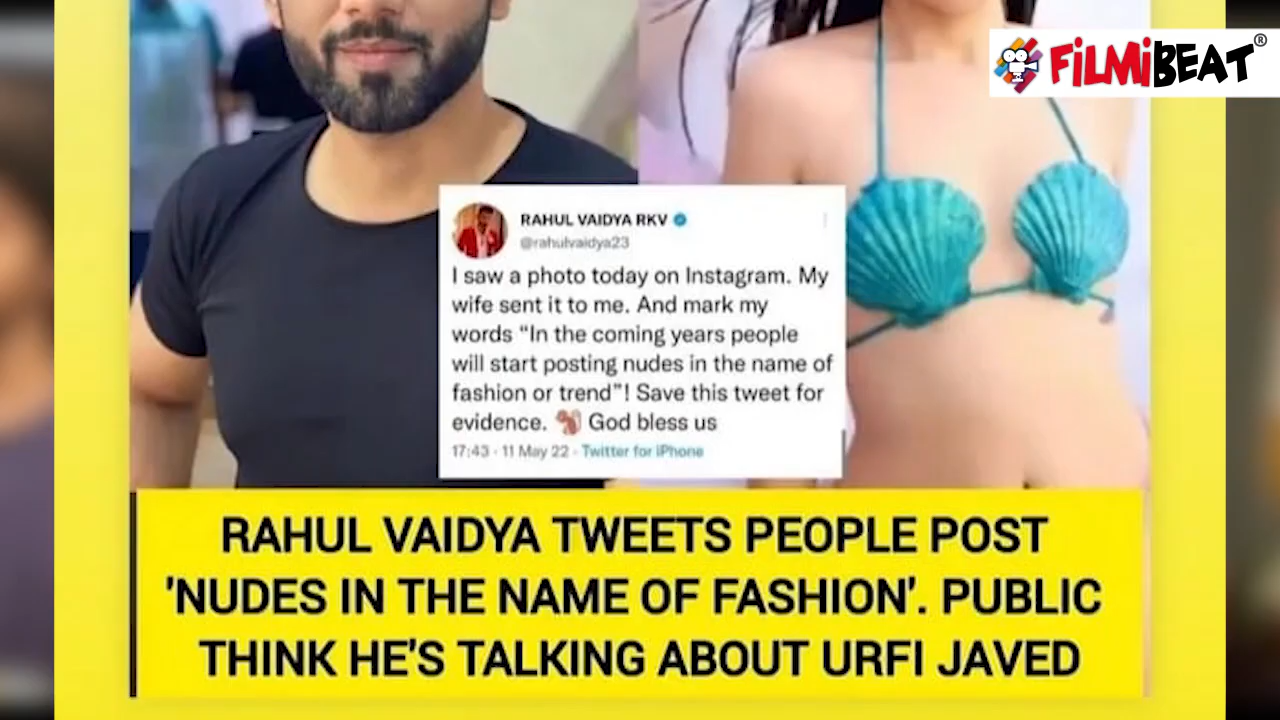 FILMIBEAT®
RAHUL VAIDYA RKV
@rahulvaidya23
I saw a photo today on Instagram. My
wife sent it to me. And mark my
words “In the coming years people
will start posting nudes in the name of
fashion or trend”! Save this tweet for
evidence. God bless us
17:43 · 11 May 22 · Twitter for iPhone
RAHUL VAIDYA TWEETS PEOPLE POST
'NUDES IN THE NAME OF FASHION'. PUBLIC
THINK HE'S TALKING ABOUT URFI JAVED